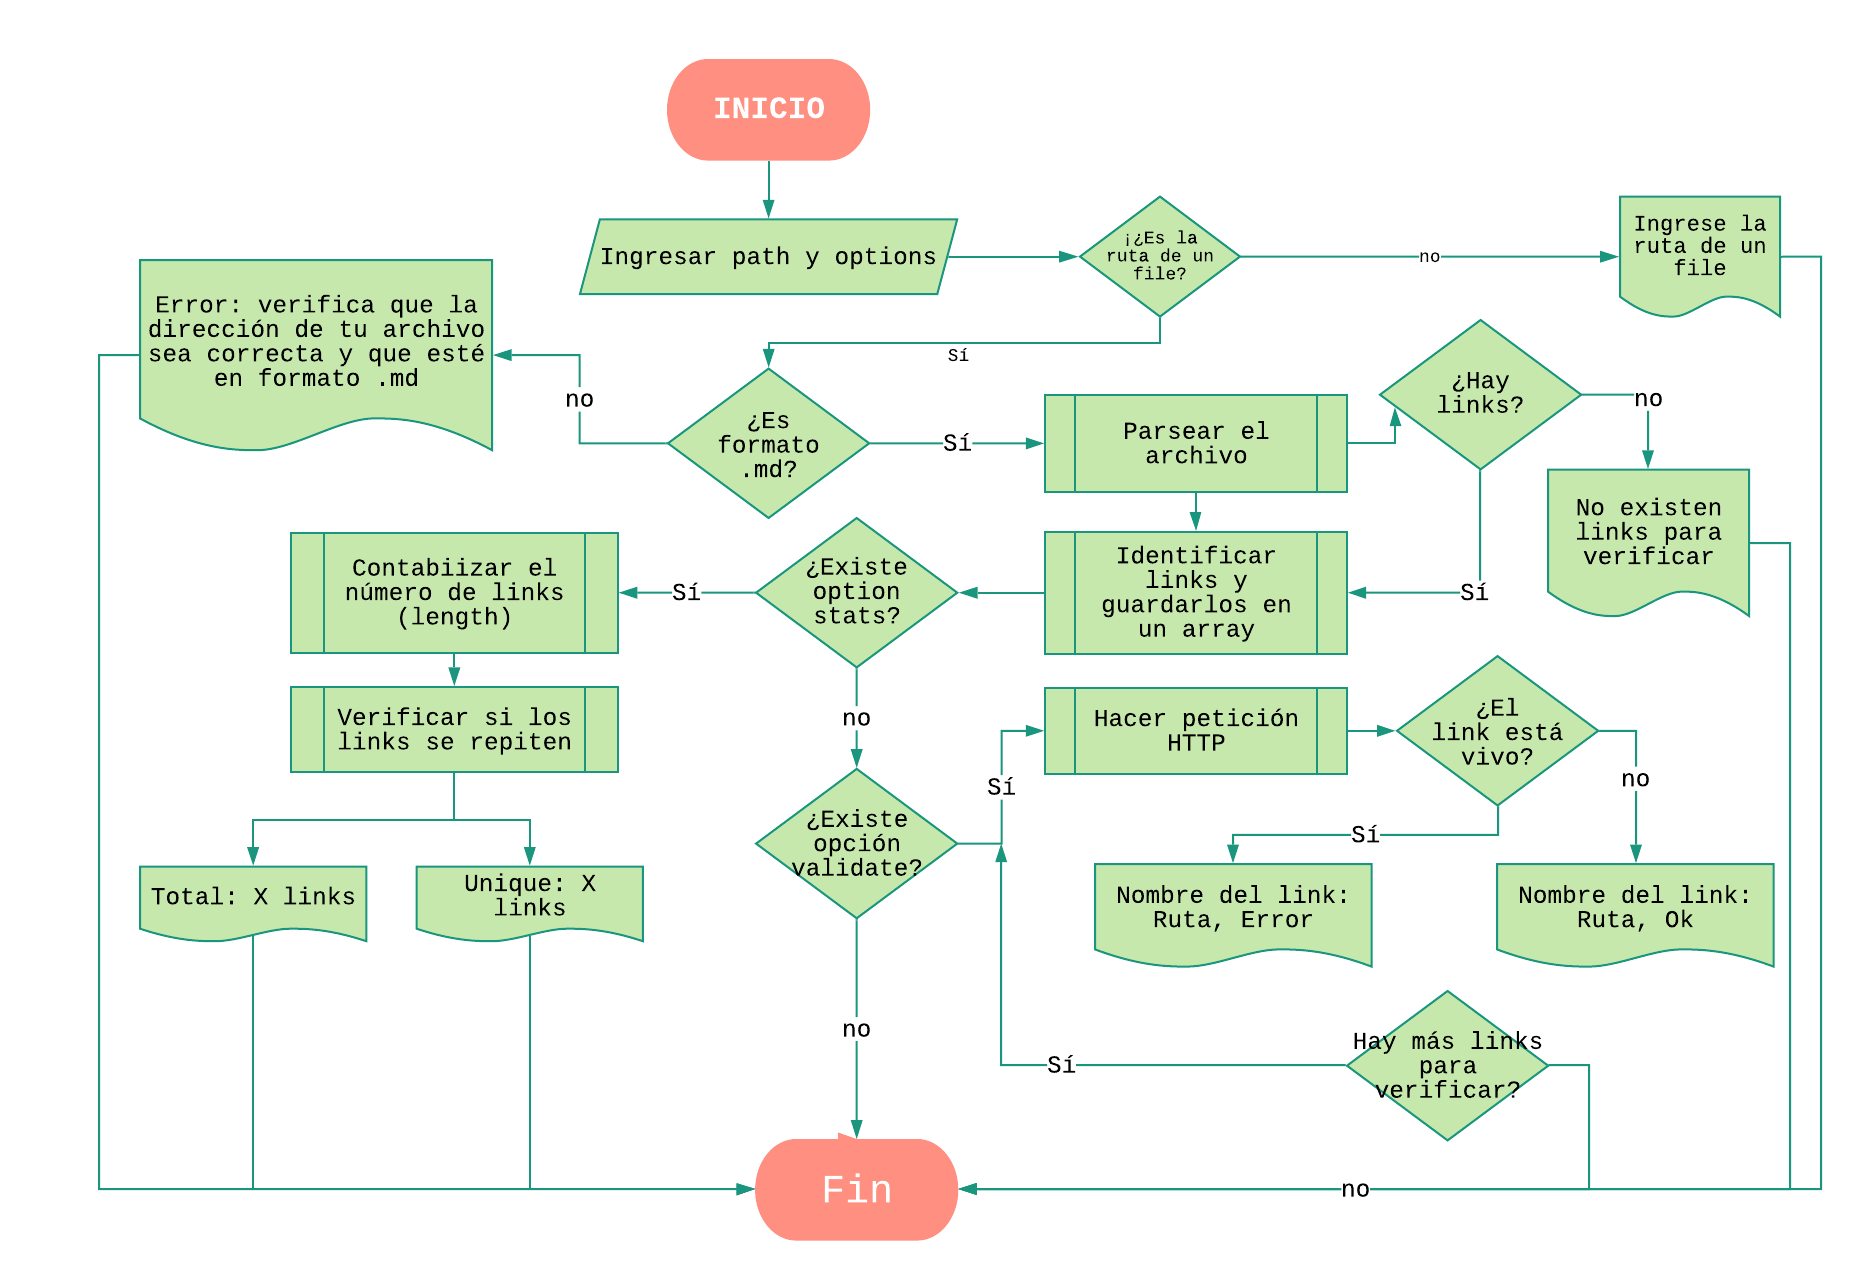 INICIO
Ingresar path y options
¡¿Es la
ruta de un
file?
no
Ingrese la
ruta de un
file
Sí
Error: verifica que la
dirección de tu archivo
sea correcta y que esté
en formato .md
no
¿Es
formato
.md?
Sí
Parsear el
archivo
¿Hay
links?
no
No existen
links para
verificar
Sí
Identificar
links y
guardarlos en
un array
¿Existe
option
stats?
Sí
Contabiizar el
número de links
(length)
Verificar si los
links se repiten
no
Hacer petición
HTTP
¿El
link está
vivo?
no
Sí
¿Existe
opción
validate?
Sí
Total: X links
Unique: X
links
Nombre del link:
Ruta, Error
Nombre del link:
Ruta, Ok
no
Hay más links
para
verificar?
Sí
Fin
no